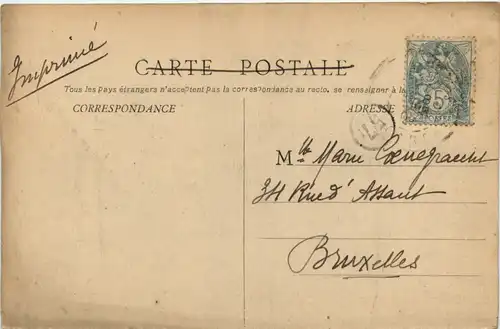 Imprimé
CARTE POSTALE
Tous les pays étrangers n'acceptent pas la correspondance au recto, se renseigner à la
CORRESPONDANCE
ADRESSE
5
Mlle Marie
34 Rue d'Assaut
Bruxelles